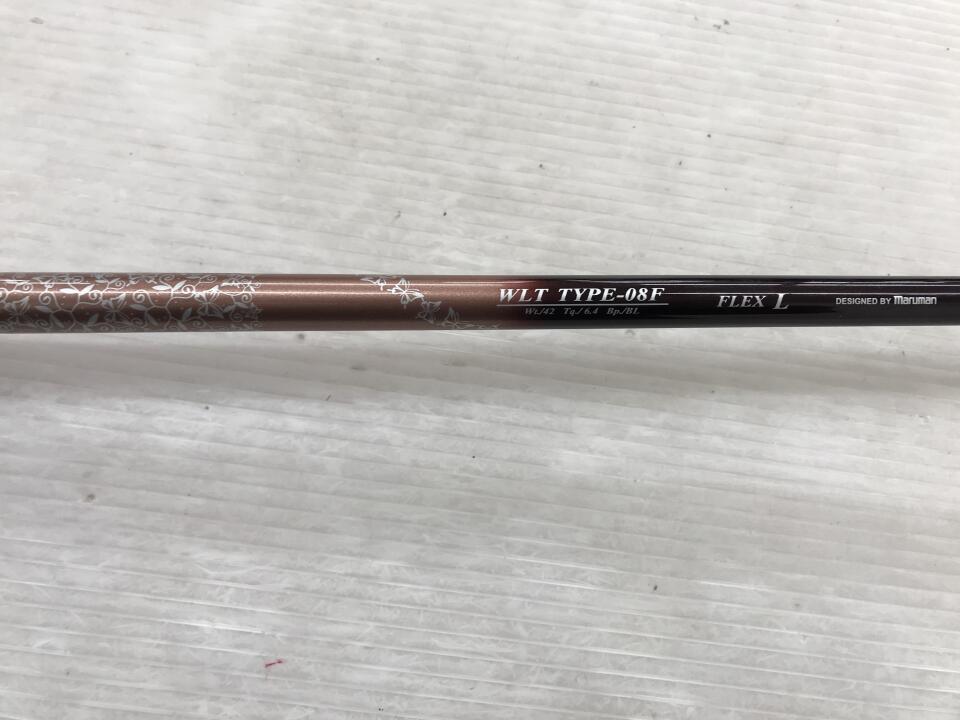 WLT TYPE-08F
Wt./42 Tq./6.4 Bp./BL
FLEX L
DESIGNED BY maruman